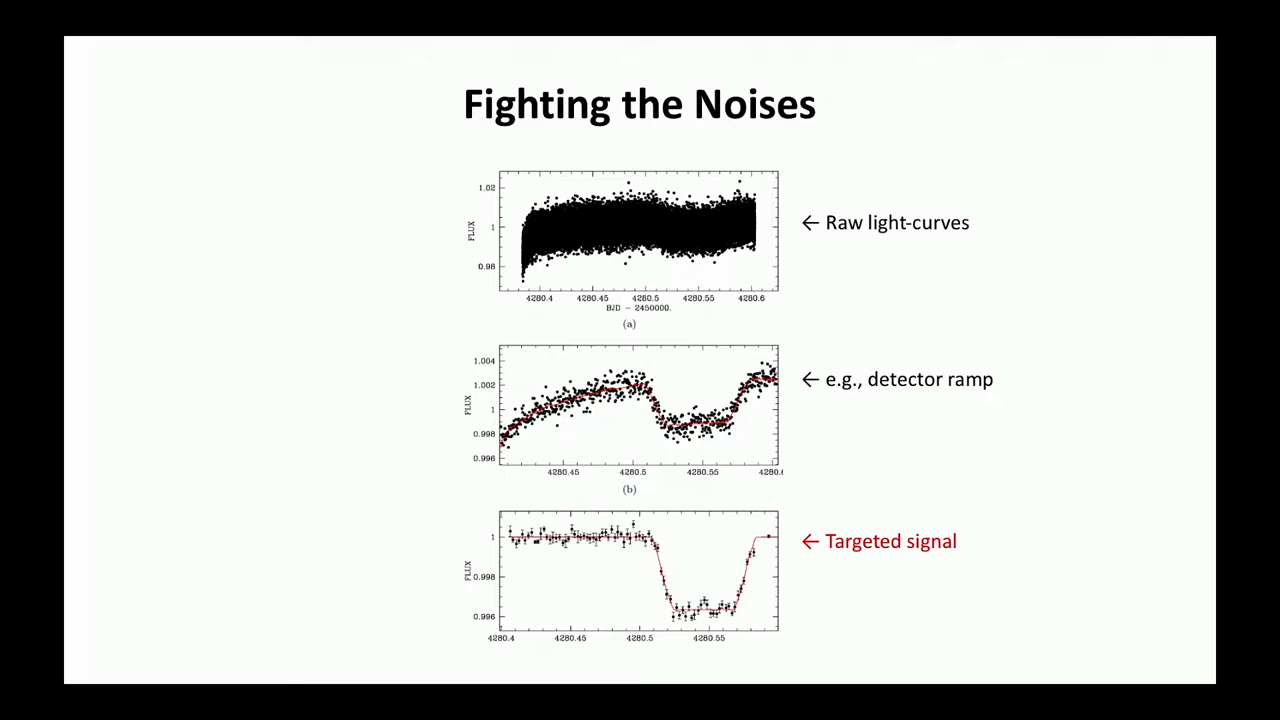 Fighting the Noises
1.02
1
0.98
FLUX
4280.4 4280.45 4280.5 4280.55 4280.6
BJD − 2450000.
(a)
← Raw light-curves
1.004
1.002
1
0.998
0.996
FLUX
4280.45 4280.5 4280.55 4280.6
(b)
← e.g., detector ramp
1
0.998
0.996
FLUX
4280.4 4280.45 4280.5 4280.55
← Targeted signal